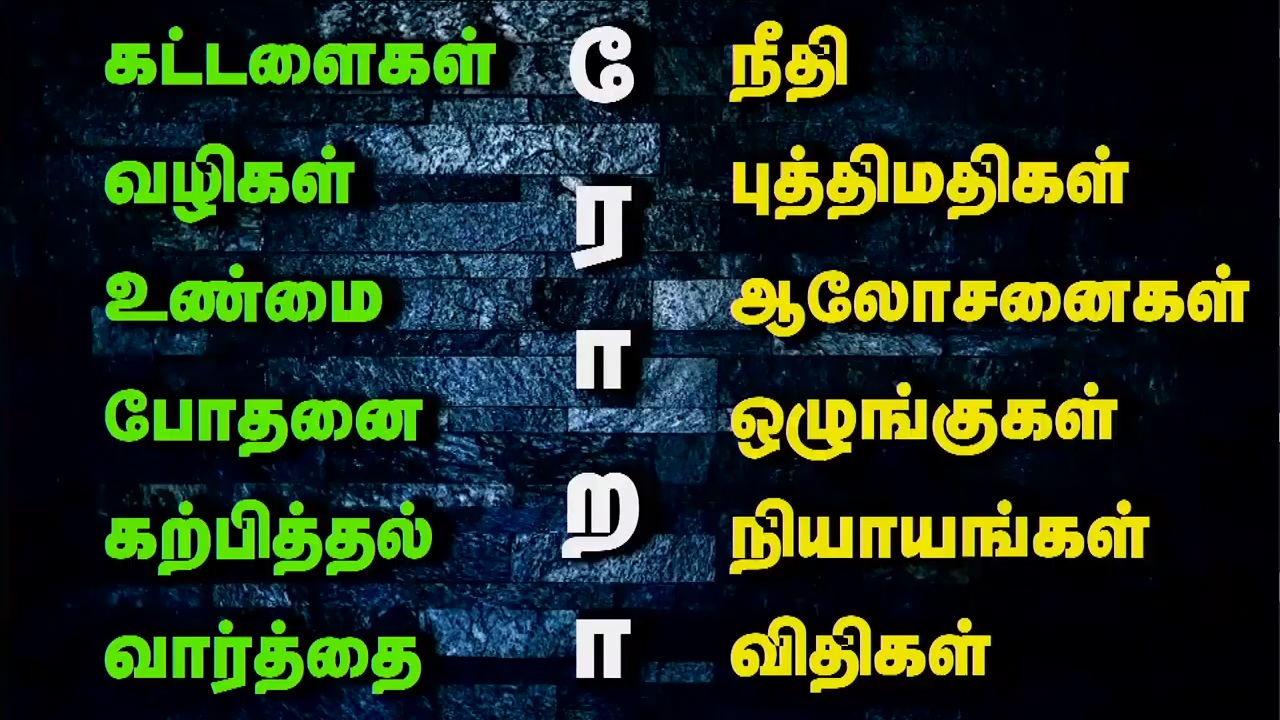 கட்டளைகள்
வழிகள்
உண்மை
போதனை
கற்பித்தல்
வார்த்தை
தோராறா
நீதி
புத்திமதிகள்
ஆலோசனைகள்
ஒழுங்குகள்
நியாயங்கள்
விதிகள்